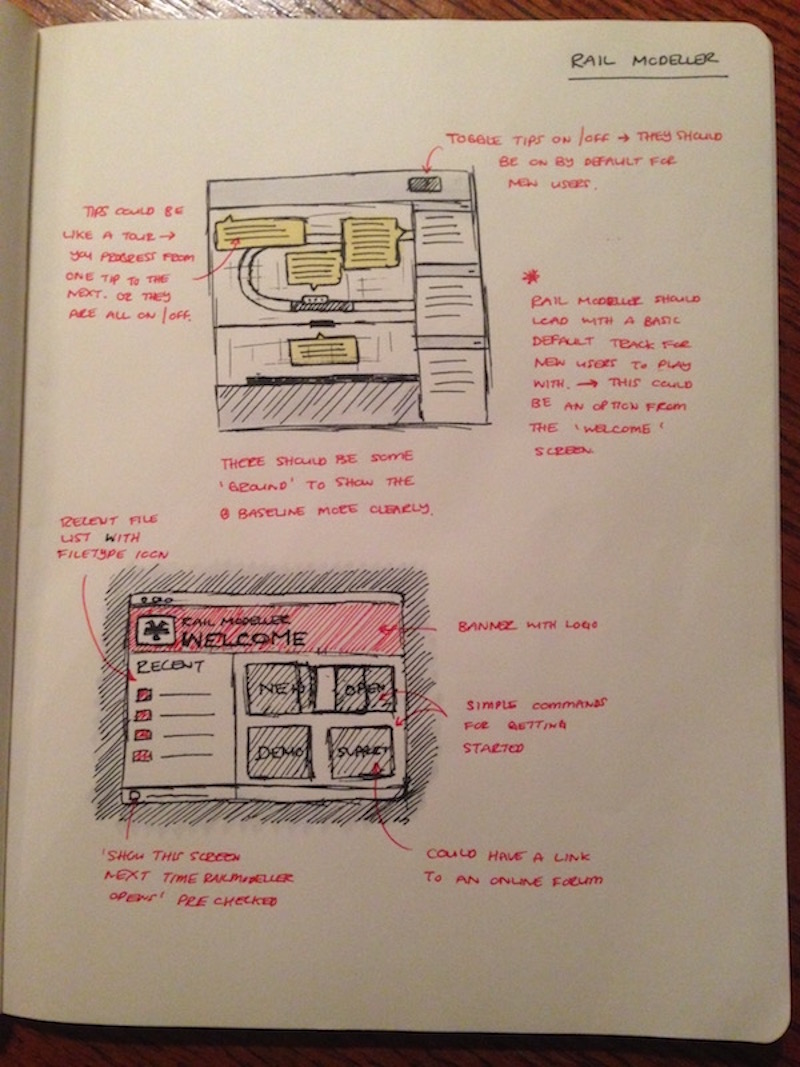 RAIL MODELLER
TOGGLE TIPS ON/OFF → THEY SHOULD
BE ON BY DEFAULT FOR
NEW USERS.
TIPS COULD BE
LIKE A TOUR →
YOU PROGRESS FROM
ONE TIP TO THE
NEXT. OR THEY
ARE ALL ON/OFF.
* RAIL MODELLER SHOULD
LOAD WITH A BASIC
DEFAULT TRACK FOR
NEW USERS TO PLAY
WITH. → THIS COULD
BE AN OPTION FROM
THE 'WELCOME'
SCREEN.
THERE SHOULD BE SOME
'GROUND' TO SHOW THE
BASELINE MORE CLEARLY.
RECENT FILE
LIST WITH
FILETYPE ICON
RAIL MODELLER
WELCOME
RECENT
NEW
OPEN
DEMO
SUPPORT
BANNER WITH LOGO
SIMPLE COMMANDS
FOR GETTING
STARTED
'SHOW THIS SCREEN
NEXT TIME RAILMODELLER
OPENS' PRE CHECKED
COULD HAVE A LINK
TO AN ONLINE FORUM